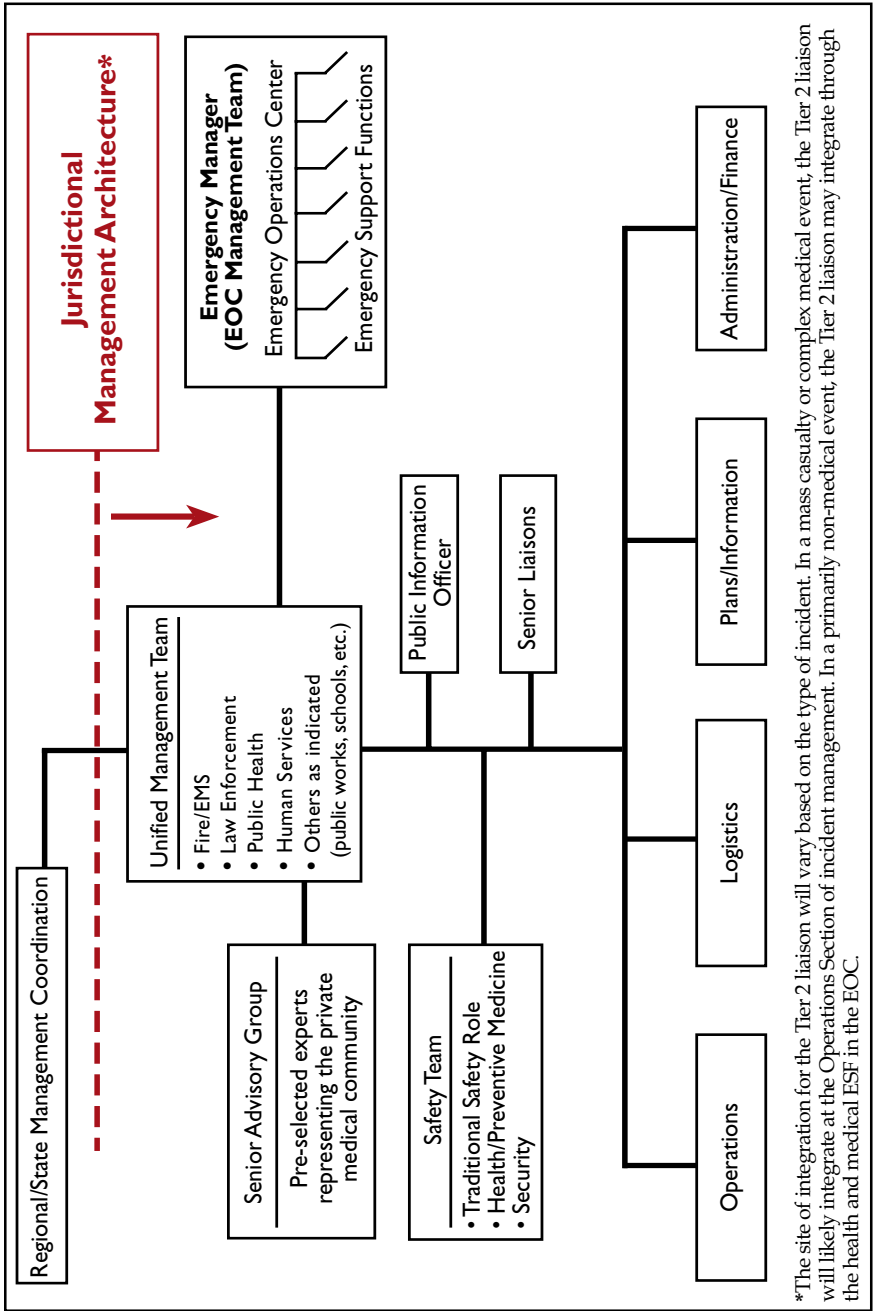 Regional/State Management Coordination
Jurisdictional
Management Architecture*
Unified Management Team
• Fire/EMS
• Law Enforcement
• Public Health
• Human Services
• Others as indicated
(public works, schools, etc.)
Emergency Manager
(EOC Management Team)
Emergency Operations Center
Emergency Support Functions
Senior Advisory Group
Pre-selected experts
representing the private
medical community
Public Information
Officer
Safety Team
• Traditional Safety Role
• Health/Preventive Medicine
• Security
Senior Liaisons
Operations
Logistics
Plans/Information
Administration/Finance
*The site of integration for the Tier 2 liaison will vary based on the type of incident. In a mass casualty or complex medical event, the Tier 2 liaison
will likely integrate at the Operations Section of incident management. In a primarily non-medical event, the Tier 2 liaison may integrate through
the health and medical ESF in the EOC.